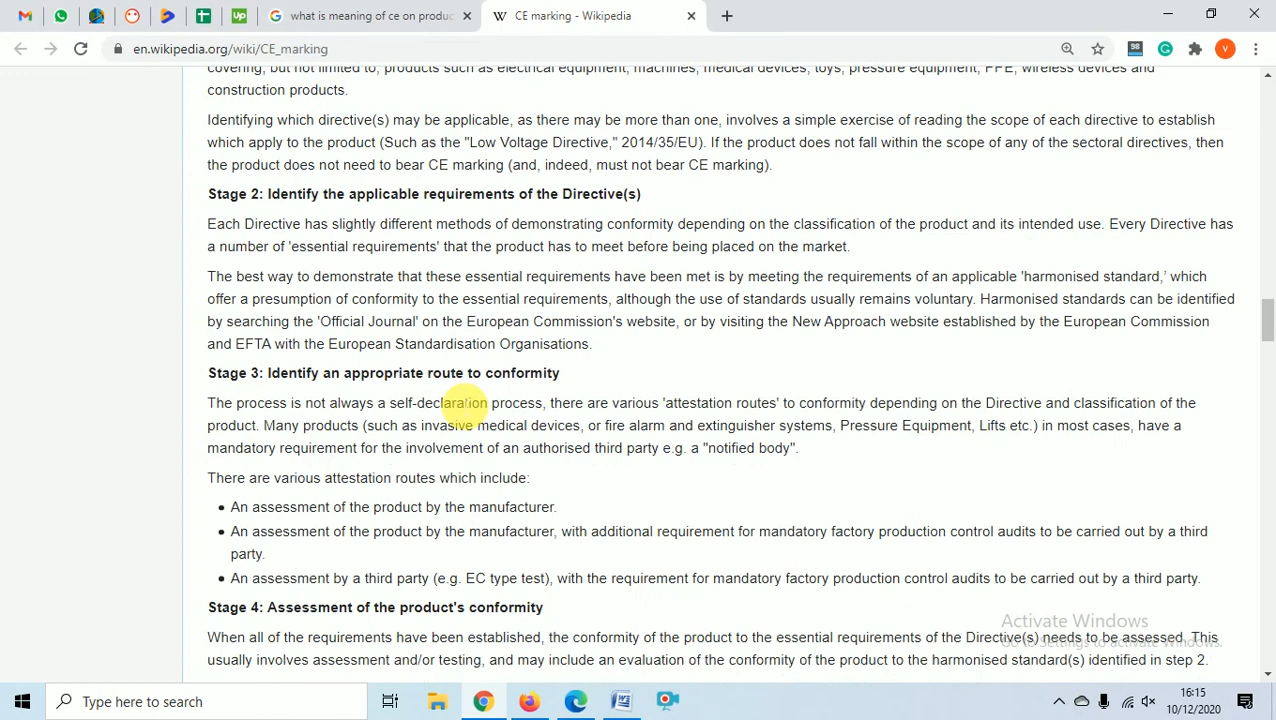 what is meaning of ce on produc
CE marking - Wikipedia
en.wikipedia.org/wiki/CE_marking
98
V
covering, but not limited to, products such as electrical equipment, machines, medical devices, toys, pressure equipment, PPE, wireless devices and
construction products.
Identifying which directive(s) may be applicable, as there may be more than one, involves a simple exercise of reading the scope of each directive to establish
which apply to the product (Such as the "Low Voltage Directive," 2014/35/EU). If the product does not fall within the scope of any of the sectoral directives, then
the product does not need to bear CE marking (and, indeed, must not bear CE marking).
Stage 2: Identify the applicable requirements of the Directive(s)
Each Directive has slightly different methods of demonstrating conformity depending on the classification of the product and its intended use. Every Directive has
a number of 'essential requirements' that the product has to meet before being placed on the market.
The best way to demonstrate that these essential requirements have been met is by meeting the requirements of an applicable 'harmonised standard,' which
offer a presumption of conformity to the essential requirements, although the use of standards usually remains voluntary. Harmonised standards can be identified
by searching the 'Official Journal' on the European Commission's website, or by visiting the New Approach website established by the European Commission
and EFTA with the European Standardisation Organisations.
Stage 3: Identify an appropriate route to conformity
The process is not always a self-declaration process, there are various 'attestation routes' to conformity depending on the Directive and classification of the
product. Many products (such as invasive medical devices, or fire alarm and extinguisher systems, Pressure Equipment, Lifts etc.) in most cases, have a
mandatory requirement for the involvement of an authorised third party e.g. a "notified body".
There are various attestation routes which include:
• An assessment of the product by the manufacturer.
• An assessment of the product by the manufacturer, with additional requirement for mandatory factory production control audits to be carried out by a third
party.
• An assessment by a third party (e.g. EC type test), with the requirement for mandatory factory production control audits to be carried out by a third party.
Stage 4: Assessment of the product's conformity
When all of the requirements have been established, the conformity of the product to the essential requirements of the Directive(s) needs to be assessed. This
usually involves assessment and/or testing, and may include an evaluation of the conformity of the product to the harmonised standard(s) identified in step 2.
Activate Windows
Go to Settings to activate Windows.
Type here to search
16:15
10/12/2020